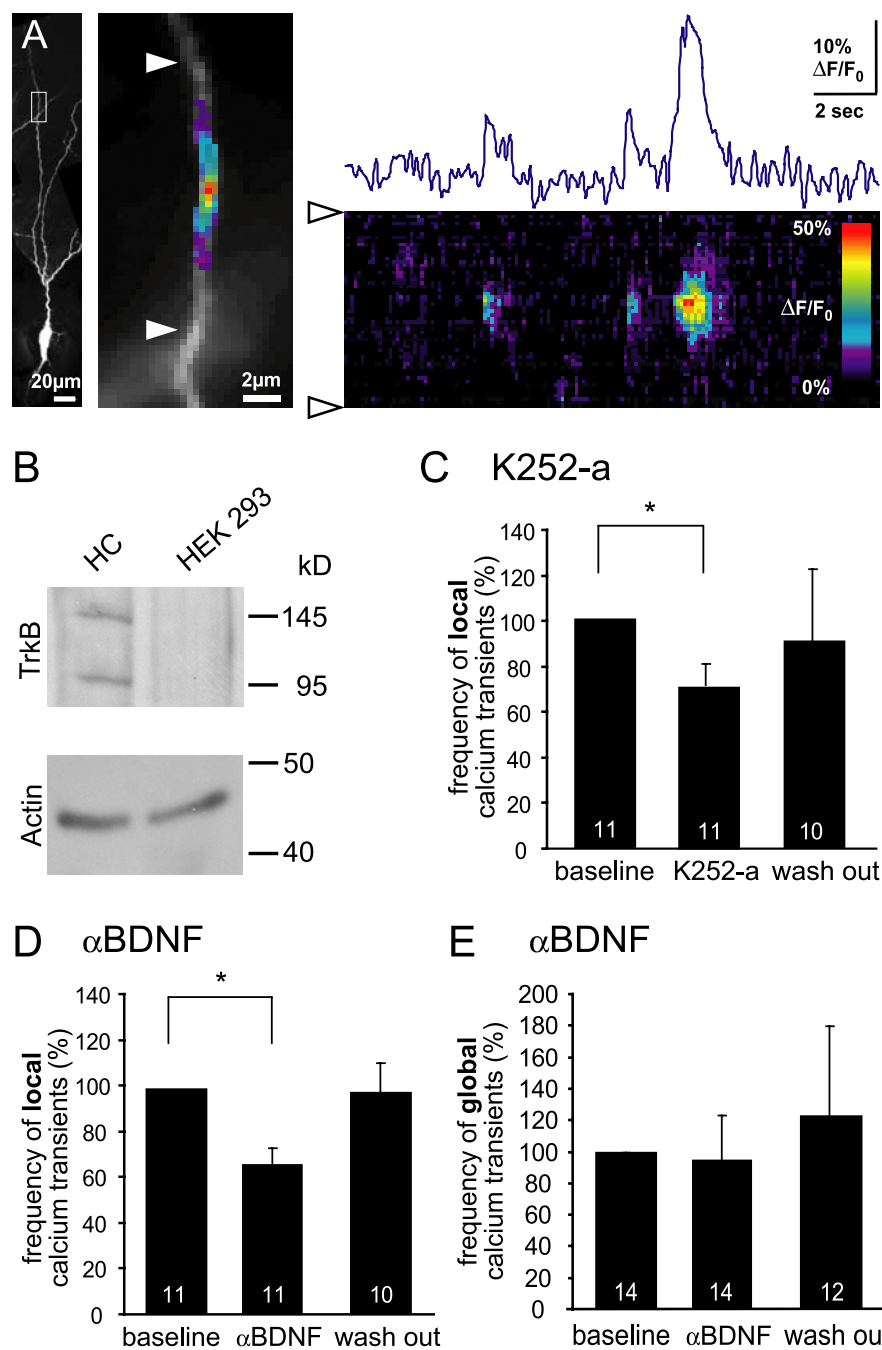 A
20µm
2µm
10%
ΔF/F0
2 sec
50%
ΔF/F0
0%
B
HC
HEK 293
kD
TrkB
145
95
Actin
50
40
C K252-a
*
frequency of local
calcium transients (%)
140
120
100
80
60
40
20
0
11
11
10
baseline K252-a wash out
D αBDNF
*
frequency of local
calcium transients (%)
140
120
100
80
60
40
20
0
11
11
10
baseline αBDNF wash out
E αBDNF
frequency of global
calcium transients (%)
200
180
160
140
120
100
80
60
40
20
0
14
14
12
baseline αBDNF wash ou